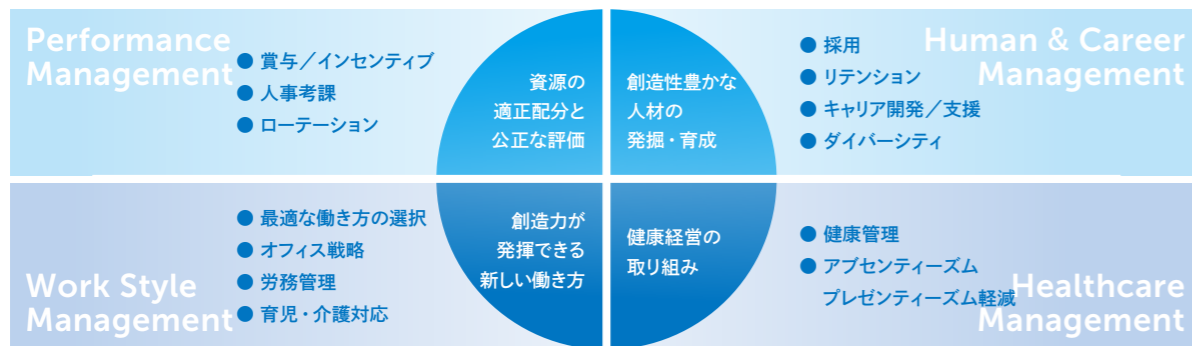 Performance
Management
● 賞与／インセンティブ
● 人事考課
● ローテーション
資源の
適正配分と
公正な評価
創造性豊かな
人材の
発掘・育成
● 採用
● リテンション
● キャリア開発／支援
● ダイバーシティ
Human & Career
Management
Work Style
Management
● 最適な働き方の選択
● オフィス戦略
● 労務管理
● 育児・介護対応
創造力が
発揮できる
新しい働き方
健康経営の
取り組み
● 健康管理
● アブセンティーズム
プレゼンティーズム軽減
Healthcare
Management